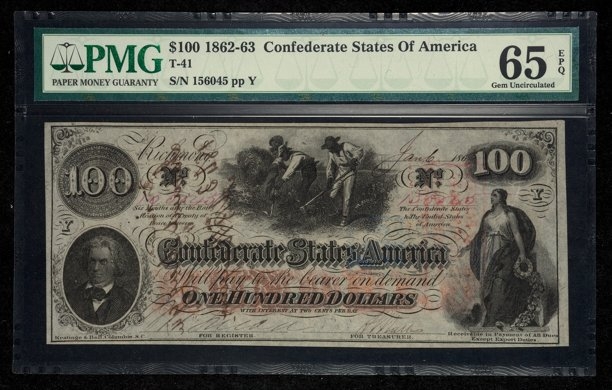 PMG
PAPER MONEY GUARANTY
$100 1862-63 Confederate States Of America
T-41
S/N 156045 pp Y
65 EPQ
Gem Uncirculated
100
Richmond
Jan. 6
100
No.
No.
Six Months after the Ratification of a Treaty of Peace between
The Confederate States & The United States of America
Y
Y
Confederate States of America
Will pay to the bearer on demand
ONE HUNDRED DOLLARS
WITH INTEREST AT TWO CENTS PER DAY
FOR REGISTER.
FOR TREASURER.
Keatinge & Ball, Columbia, S.C.
Receivable in Payment of All Dues
Except Export Duties